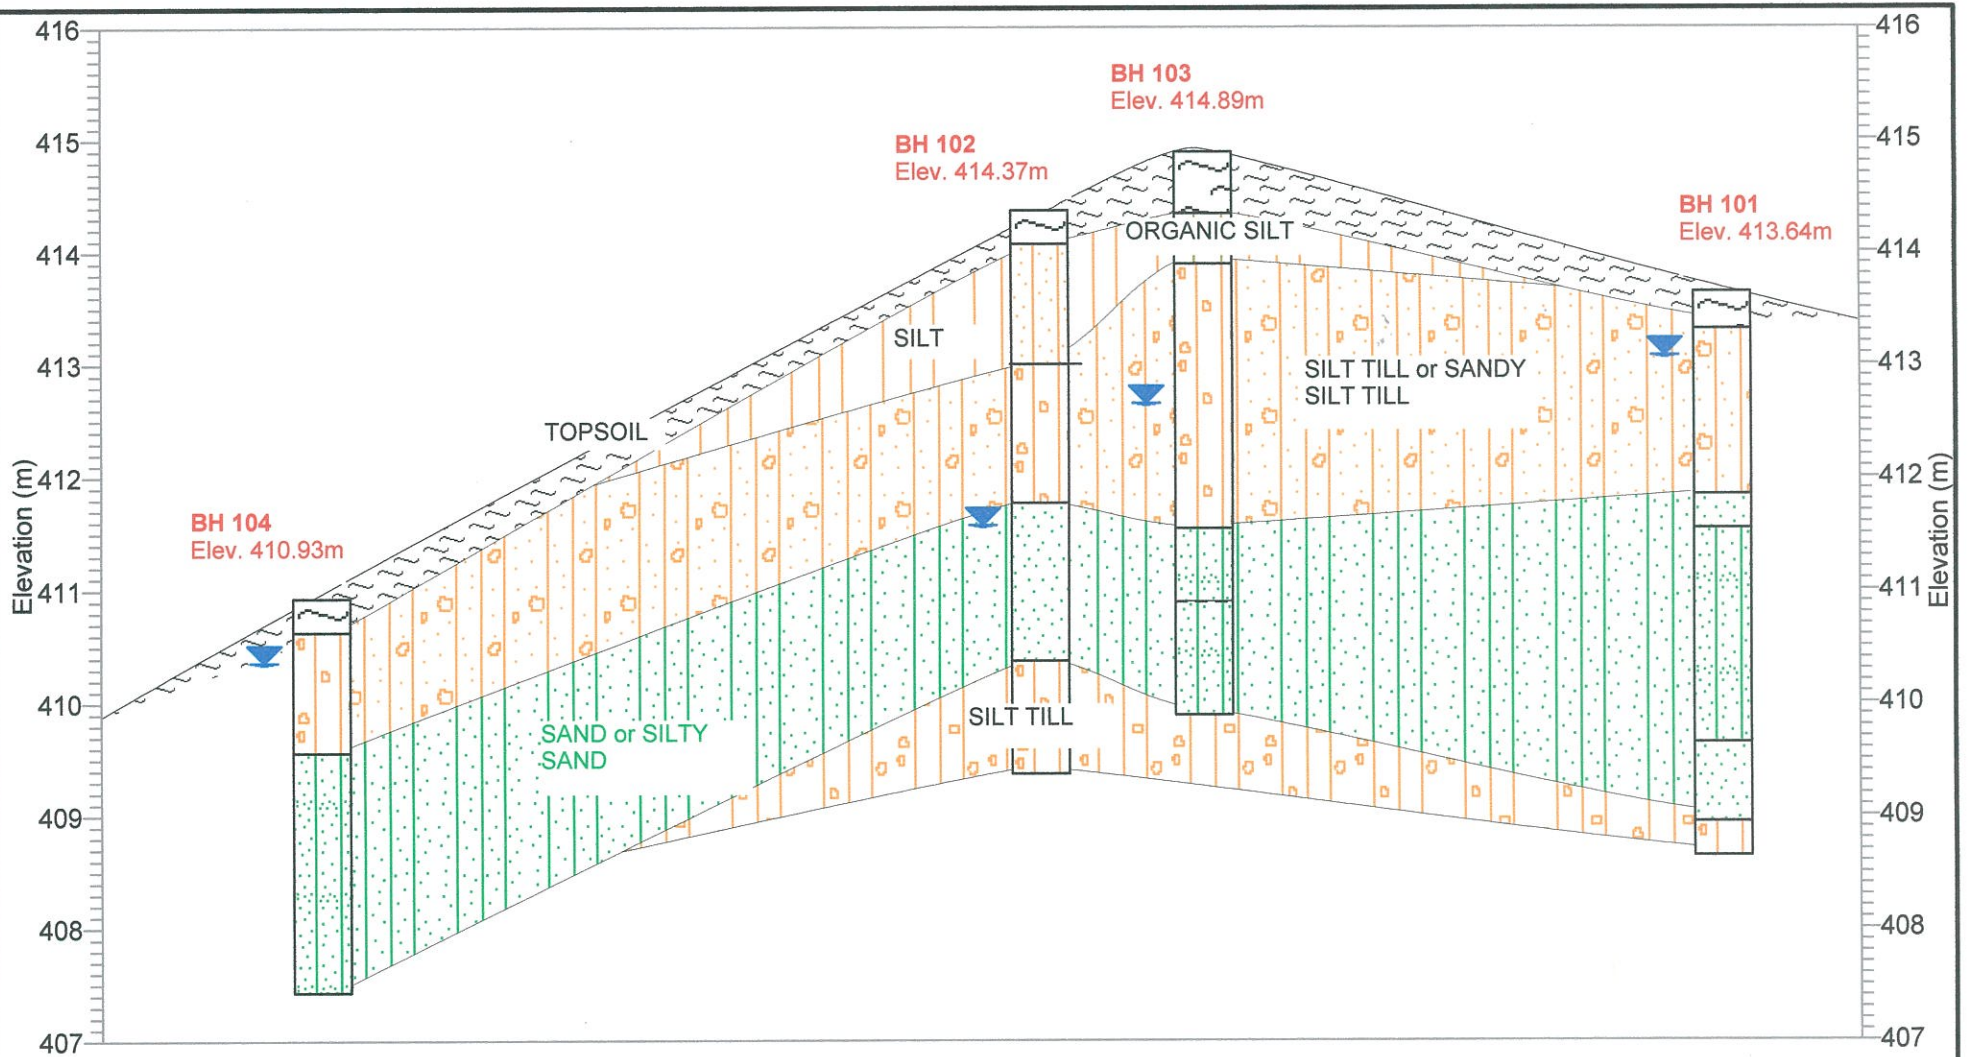 416
416
BH 103
Elev. 414.89m
415
415
BH 102
Elev. 414.37m
BH 101
Elev. 413.64m
ORGANIC SILT
414
414
SILT
413
413
SILT TILL or SANDY
SILT TILL
TOPSOIL
412
412
Elevation (m)
Elevation (m)
BH 104
Elev. 410.93m
411
411
410
410
SILT TILL
SAND or SILTY
SAND
409
409
408
408
407
407